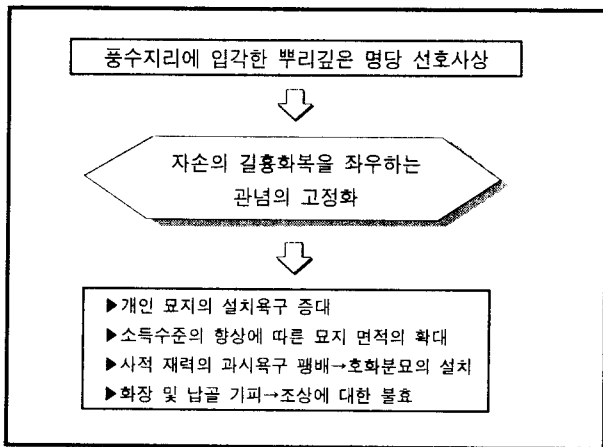 풍수지리에 입각한 뿌리깊은 명당 선호사상
자손의 길흉화복을 좌우하는
관념의 고정화
▶개인 묘지의 설치욕구 증대
▶소득수준의 향상에 따른 묘지 면적의 확대
▶사적 재력의 과시욕구 팽배→호화분묘의 설치
▶화장 및 납골 기피→조상에 대한 불효